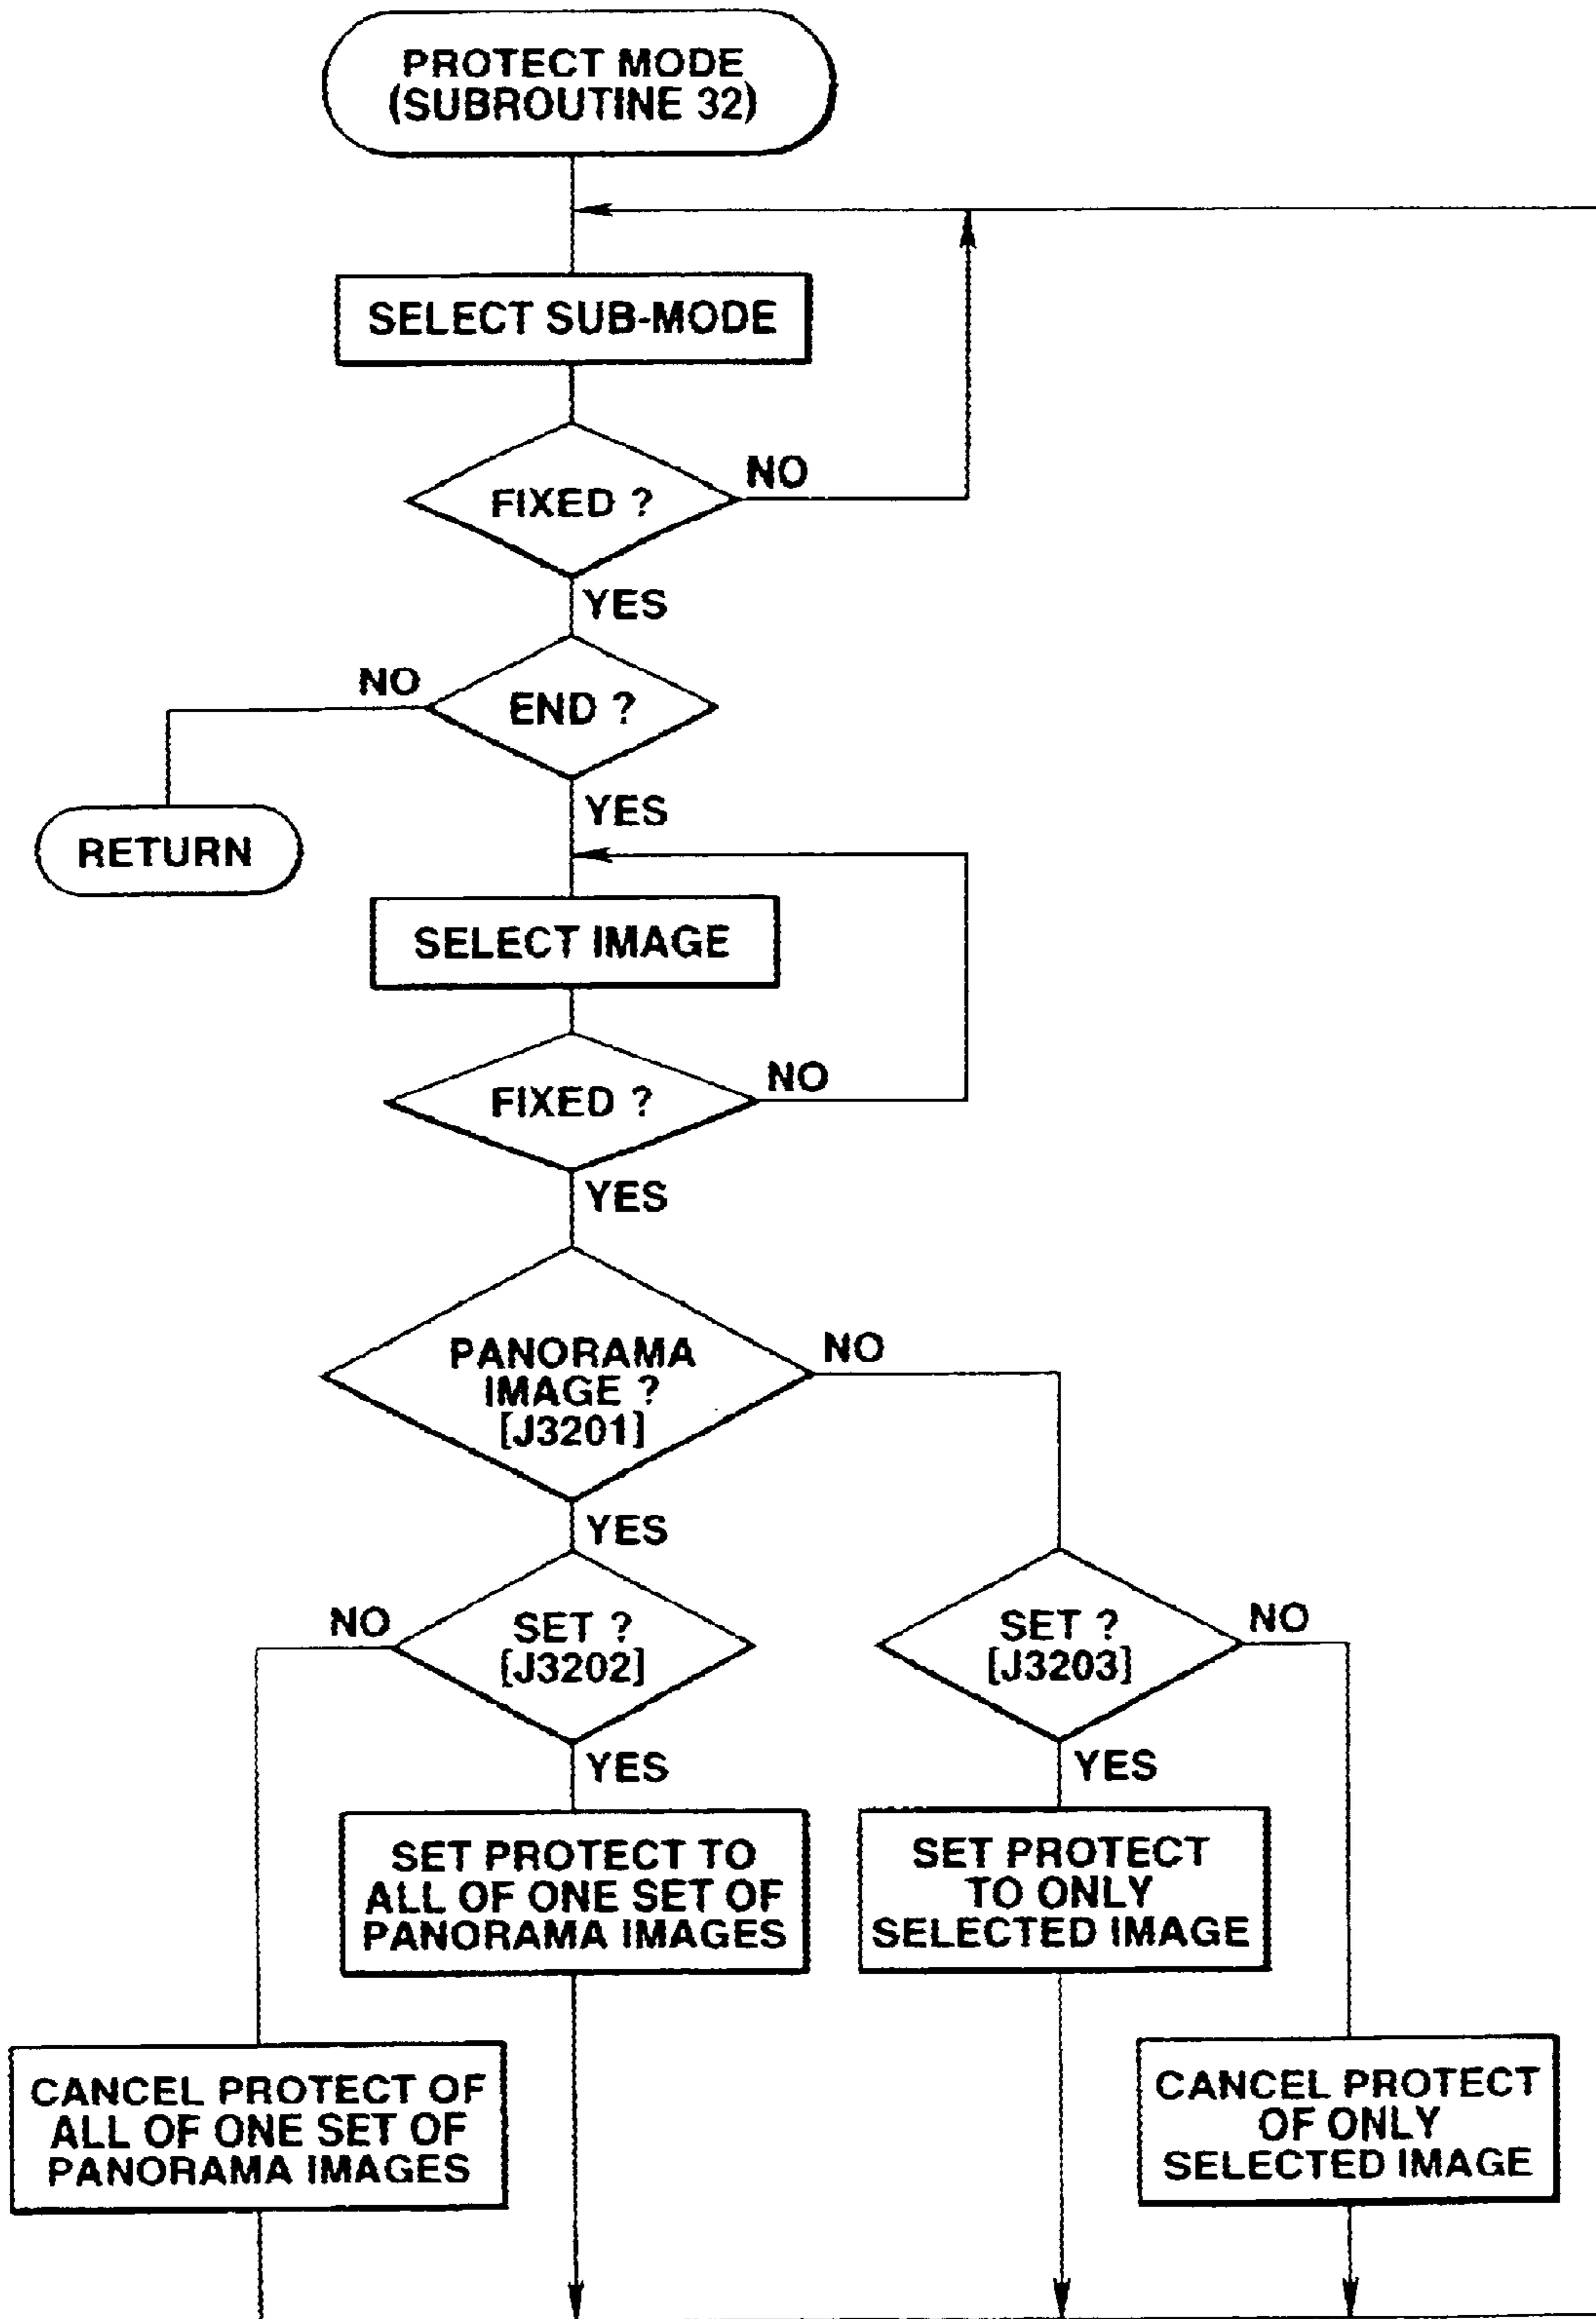 PROTECT MODE
(SUBROUTINE 32)
SELECT SUB-MODE
FIXED ?
NO
YES
NO
END ?
YES
RETURN
SELECT IMAGE
FIXED ?
NO
YES
PANORAMA
IMAGE ?
[J3201]
NO
YES
NO
SET ?
[J3202]
SET ?
[J3203]
NO
YES
YES
SET PROTECT TO
ALL OF ONE SET OF
PANORAMA IMAGES
SET PROTECT
TO ONLY
SELECTED IMAGE
CANCEL PROTECT OF
ALL OF ONE SET OF
PANORAMA IMAGES
CANCEL PROTECT
OF ONLY
SELECTED IMAGE